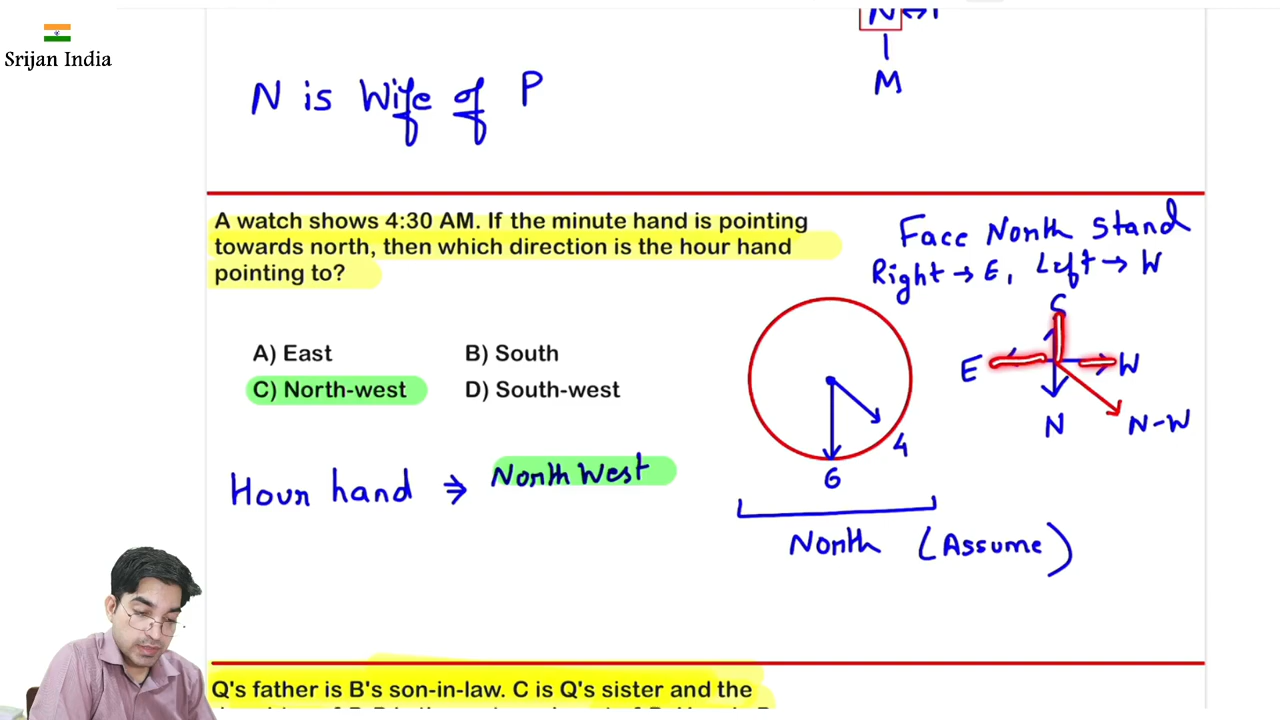 Srijan India
N
M
N is Wife of P
A watch shows 4:30 AM. If the minute hand is pointing
towards north, then which direction is the hour hand
pointing to?
A) East
B) South
C) North-west
D) South-west
Hour hand ⇒ North West
Face North Stand
Right → E, Left → W
S
E
W
N
N-W
4
6
North (Assume)
Q's father is B's son-in-law. C is Q's sister and the